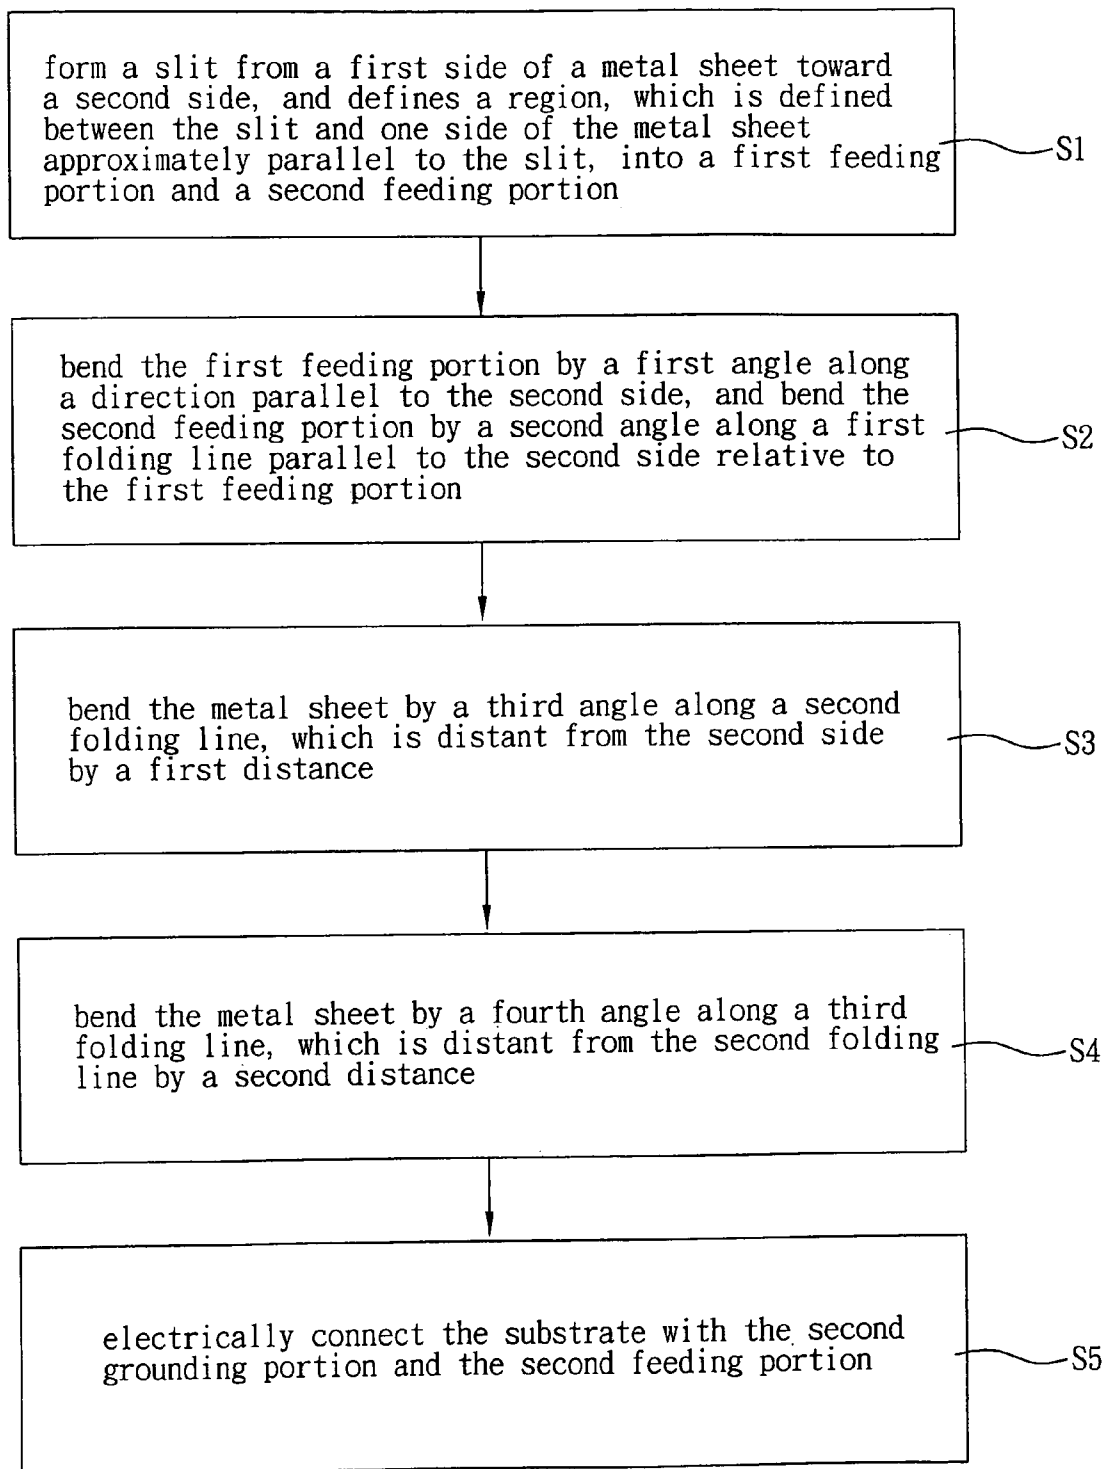 form a slit from a first side of a metal sheet toward
a second side, and defines a region, which is defined
between the slit and one side of the metal sheet
approximately parallel to the slit, into a first feeding
portion and a second feeding portion
S1
bend the first feeding portion by a first angle along
a direction parallel to the second side, and bend the
second feeding portion by a second angle along a first
folding line parallel to the second side relative to
the first feeding portion
S2
bend the metal sheet by a third angle along a second
folding line, which is distant from the second side
by a first distance
S3
bend the metal sheet by a fourth angle along a third
folding line, which is distant from the second folding
line by a second distance
S4
electrically connect the substrate with the second
grounding portion and the second feeding portion
S5